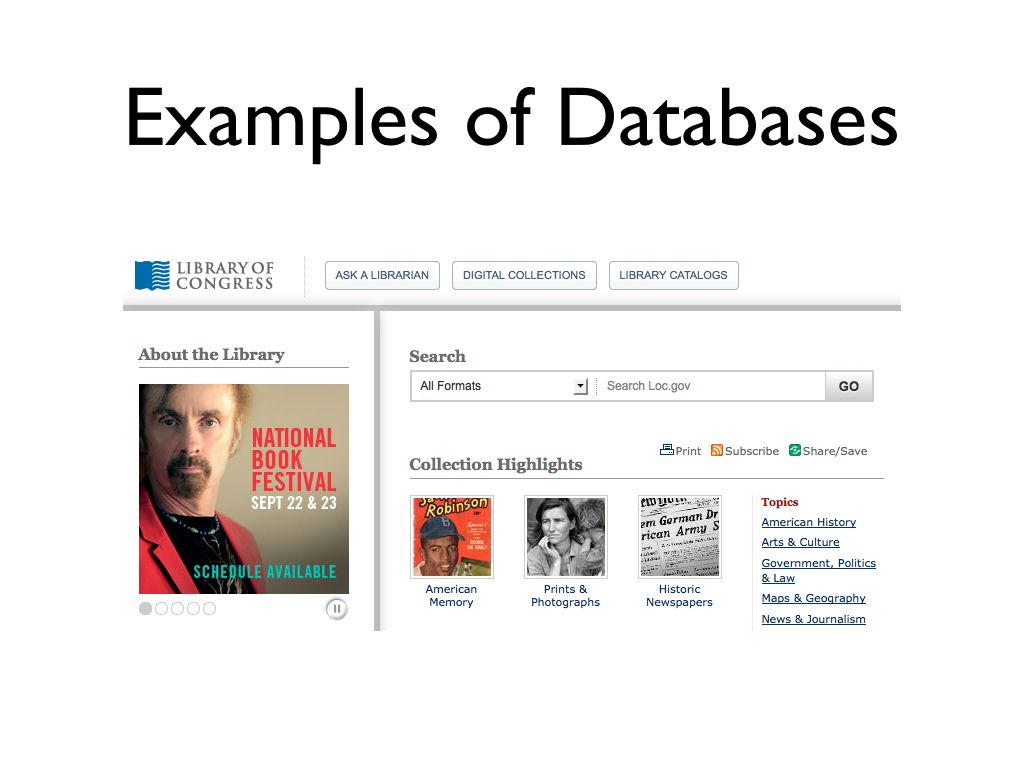 Examples of Databases
LIBRARY OF
CONGRESS
ASK A LIBRARIAN
DIGITAL COLLECTIONS
LIBRARY CATALOGS
About the Library
NATIONAL
BOOK
FESTIVAL
SEPT 22 & 23
SCHEDULE AVAILABLE
Search
All Formats
Search Loc.gov
GO
Print
Subscribe
Share/Save
Collection Highlights
Robinson
American
Memory
Prints &
Photographs
em German
rican Army S
Historic
Newspapers
Topics
American History
Arts & Culture
Government, Politics
& Law
Maps & Geography
News & Journalism